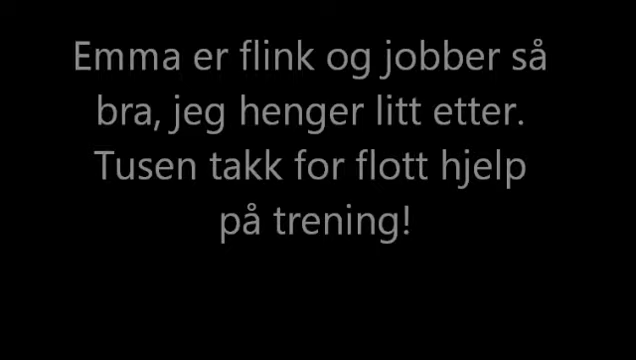 Emma er flink og jobber så
bra, jeg henger litt etter.
Tusen takk for flott hjelp
på trening!